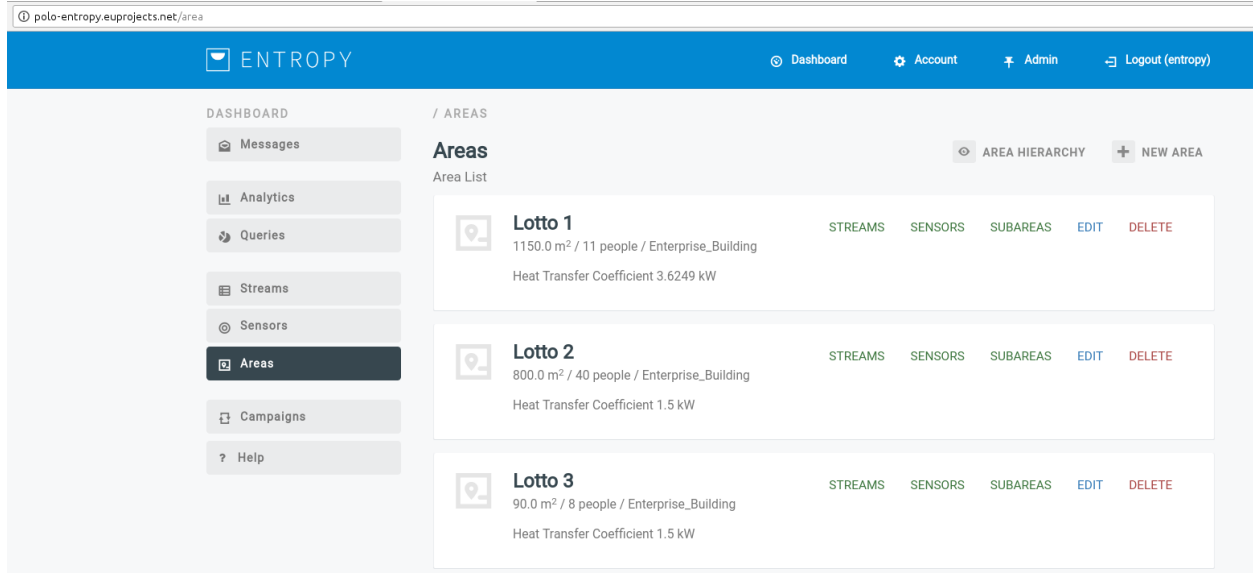 polo-entropy.euprojects.net/area
ENTROPY
Dashboard Account Admin Logout (entropy)
DASHBOARD
Messages
Analytics
Queries
Streams
Sensors
Areas
Campaigns
? Help
/ AREAS
Areas
AREA HIERARCHY NEW AREA
Area List
Lotto 1
STREAMS SENSORS SUBAREAS EDIT DELETE
1150.0 m² / 11 people / Enterprise_Building
Heat Transfer Coefficient 3.6249 kW
Lotto 2
STREAMS SENSORS SUBAREAS EDIT DELETE
800.0 m² / 40 people / Enterprise_Building
Heat Transfer Coefficient 1.5 kW
Lotto 3
STREAMS SENSORS SUBAREAS EDIT DELETE
90.0 m² / 8 people / Enterprise_Building
Heat Transfer Coefficient 1.5 kW